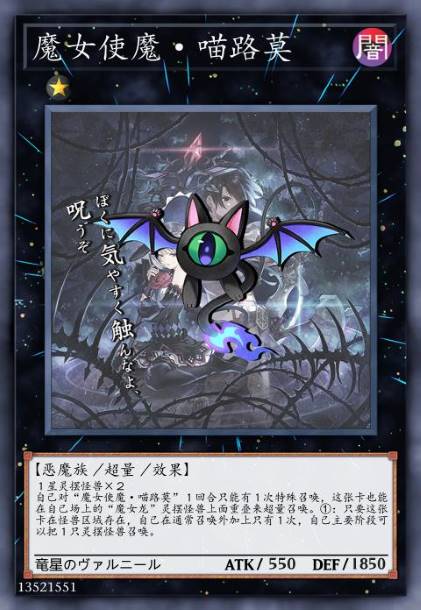 魔女使魔・喵路莫
闇
ぼくに気やすく触んなよ、
呪うぞ
【恶魔族／超量／效果】
１星灵摆怪兽×２
自己对“魔女使魔・喵路莫”１回合只能有１次特殊召唤，这张卡也能
在自己场上的“魔女龙”灵摆怪兽上面重叠来超量召唤。①：只要这张
卡在怪兽区域存在，自己在通常召唤外加上只有１次，自己主要阶段可
以把１只灵摆怪兽召唤。
竜星のヴァルニール
ATK/ 550 DEF/1850
13521551